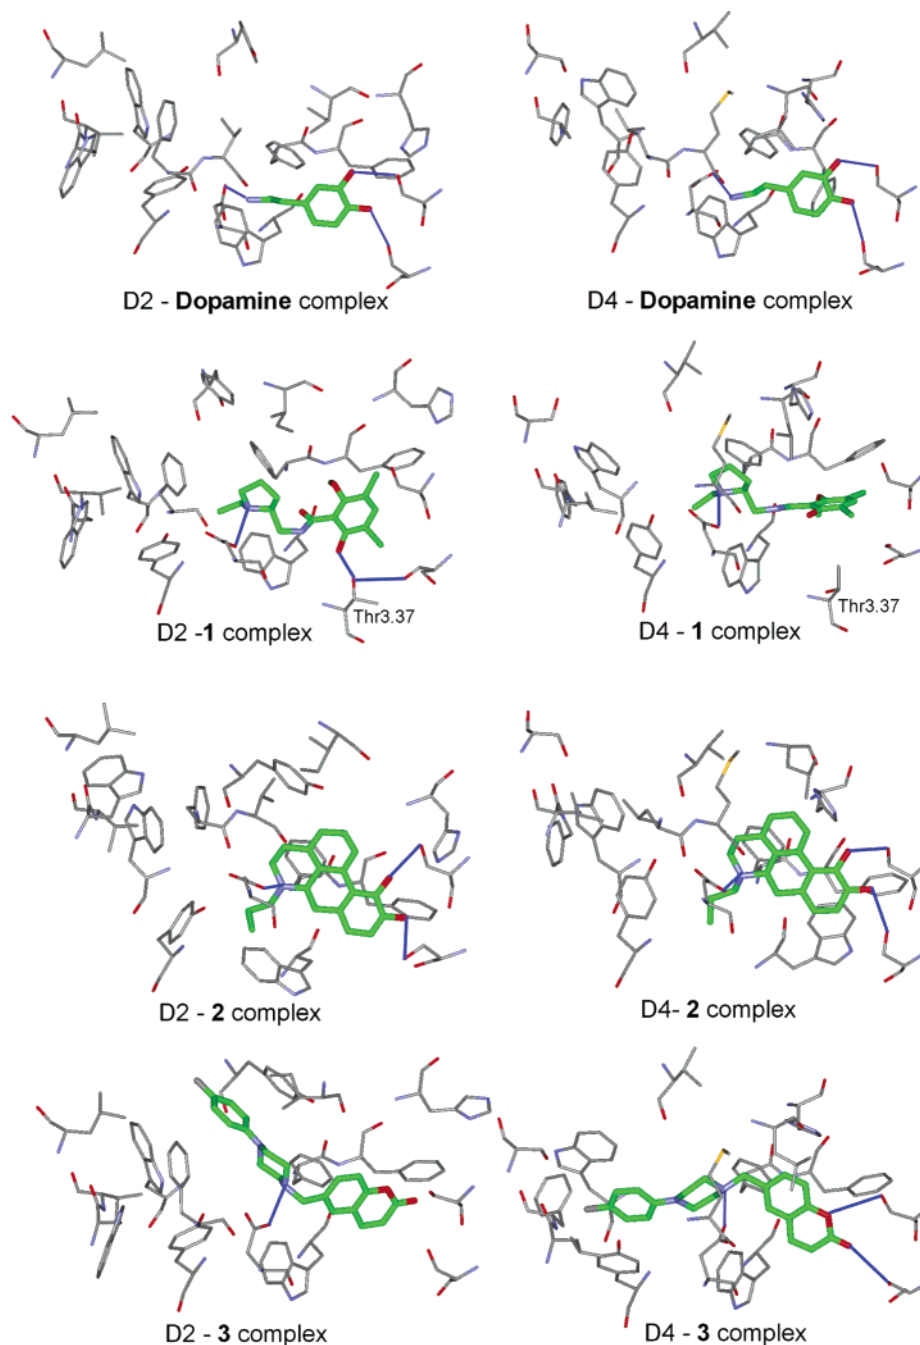 D2 - Dopamine complex
D4 - Dopamine complex
Thr3.37
D2 -1 complex
Thr3.37
D4 - 1 complex
D2 - 2 complex
D4- 2 complex
D2 - 3 complex
D4 - 3 complex